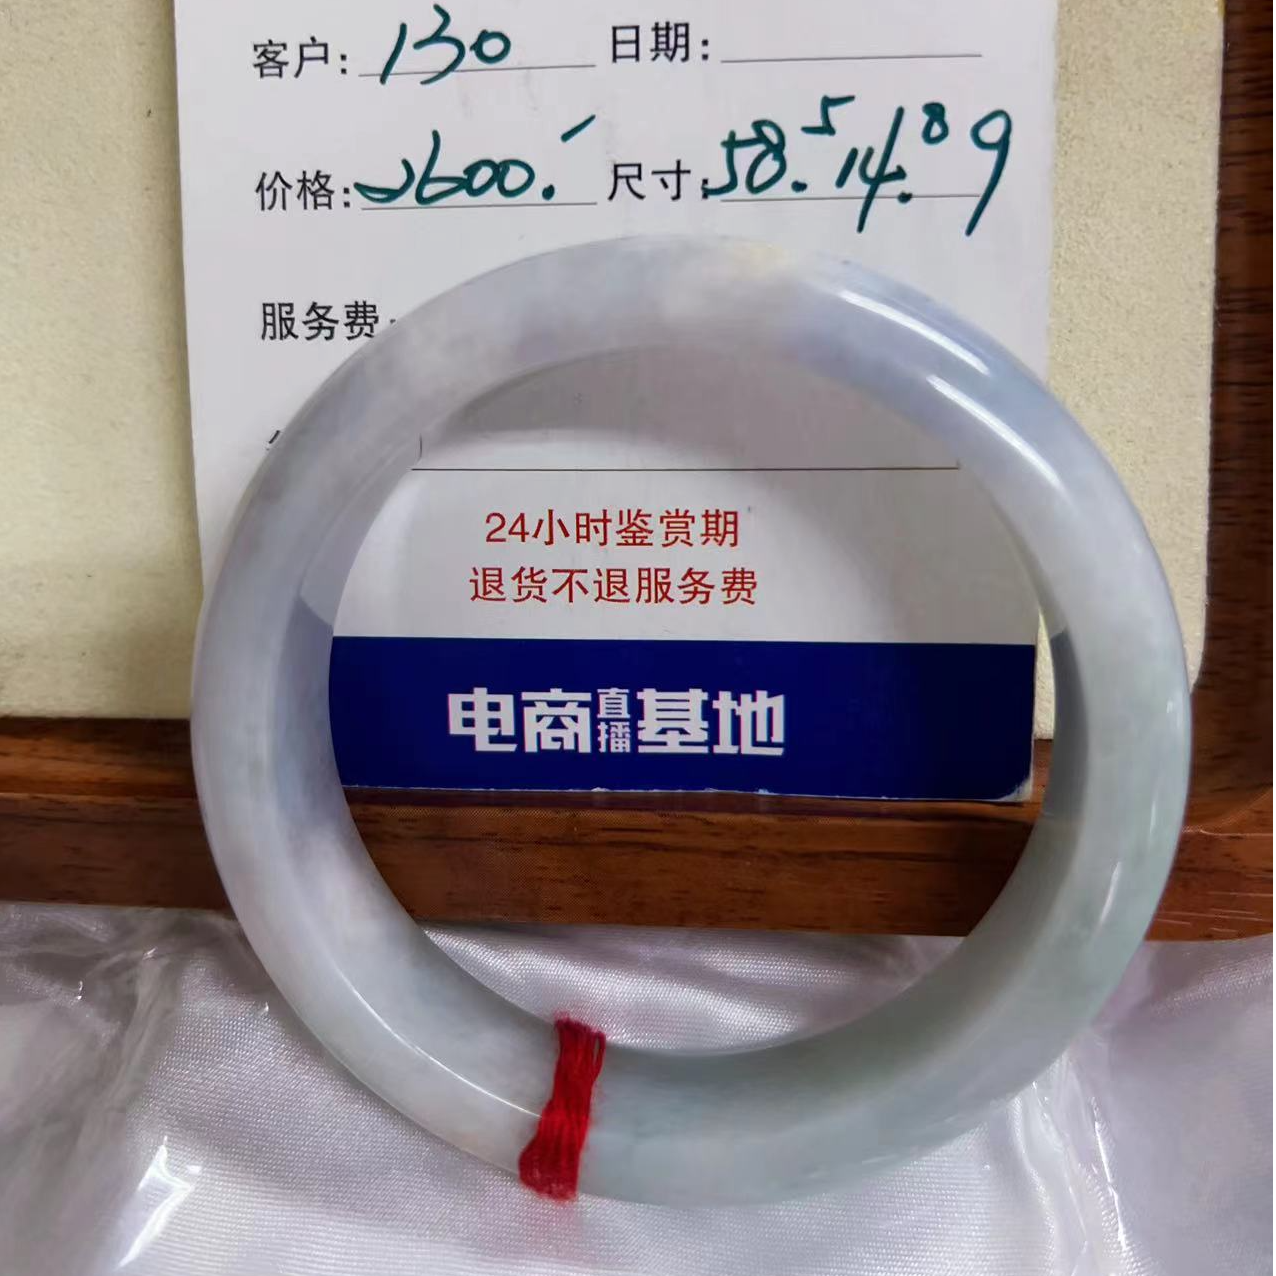 客户: 130 日期:
价格: 2600. 尺寸: 58.5 14.8 9
服务费:
24小时鉴赏期
退货不退服务费
电商直播基地